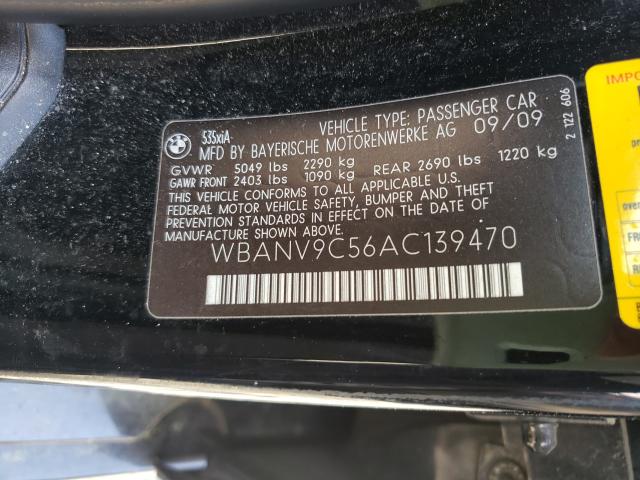 535xiA
VEHICLE TYPE: PASSENGER CAR
MFD BY BAYERISCHE MOTORENWERKE AG 09/09
GVWR 5049 lbs 2290 kg
GAWR FRONT 2403 lbs 1090 kg REAR 2690 lbs 1220 kg
THIS VEHICLE CONFORMS TO ALL APPLICABLE U.S.
FEDERAL MOTOR VEHICLE SAFETY, BUMPER AND THEFT
PREVENTION STANDARDS IN EFFECT ON THE DATE OF
MANUFACTURE SHOWN ABOVE.
WBANV9C56AC139470
2 122 606